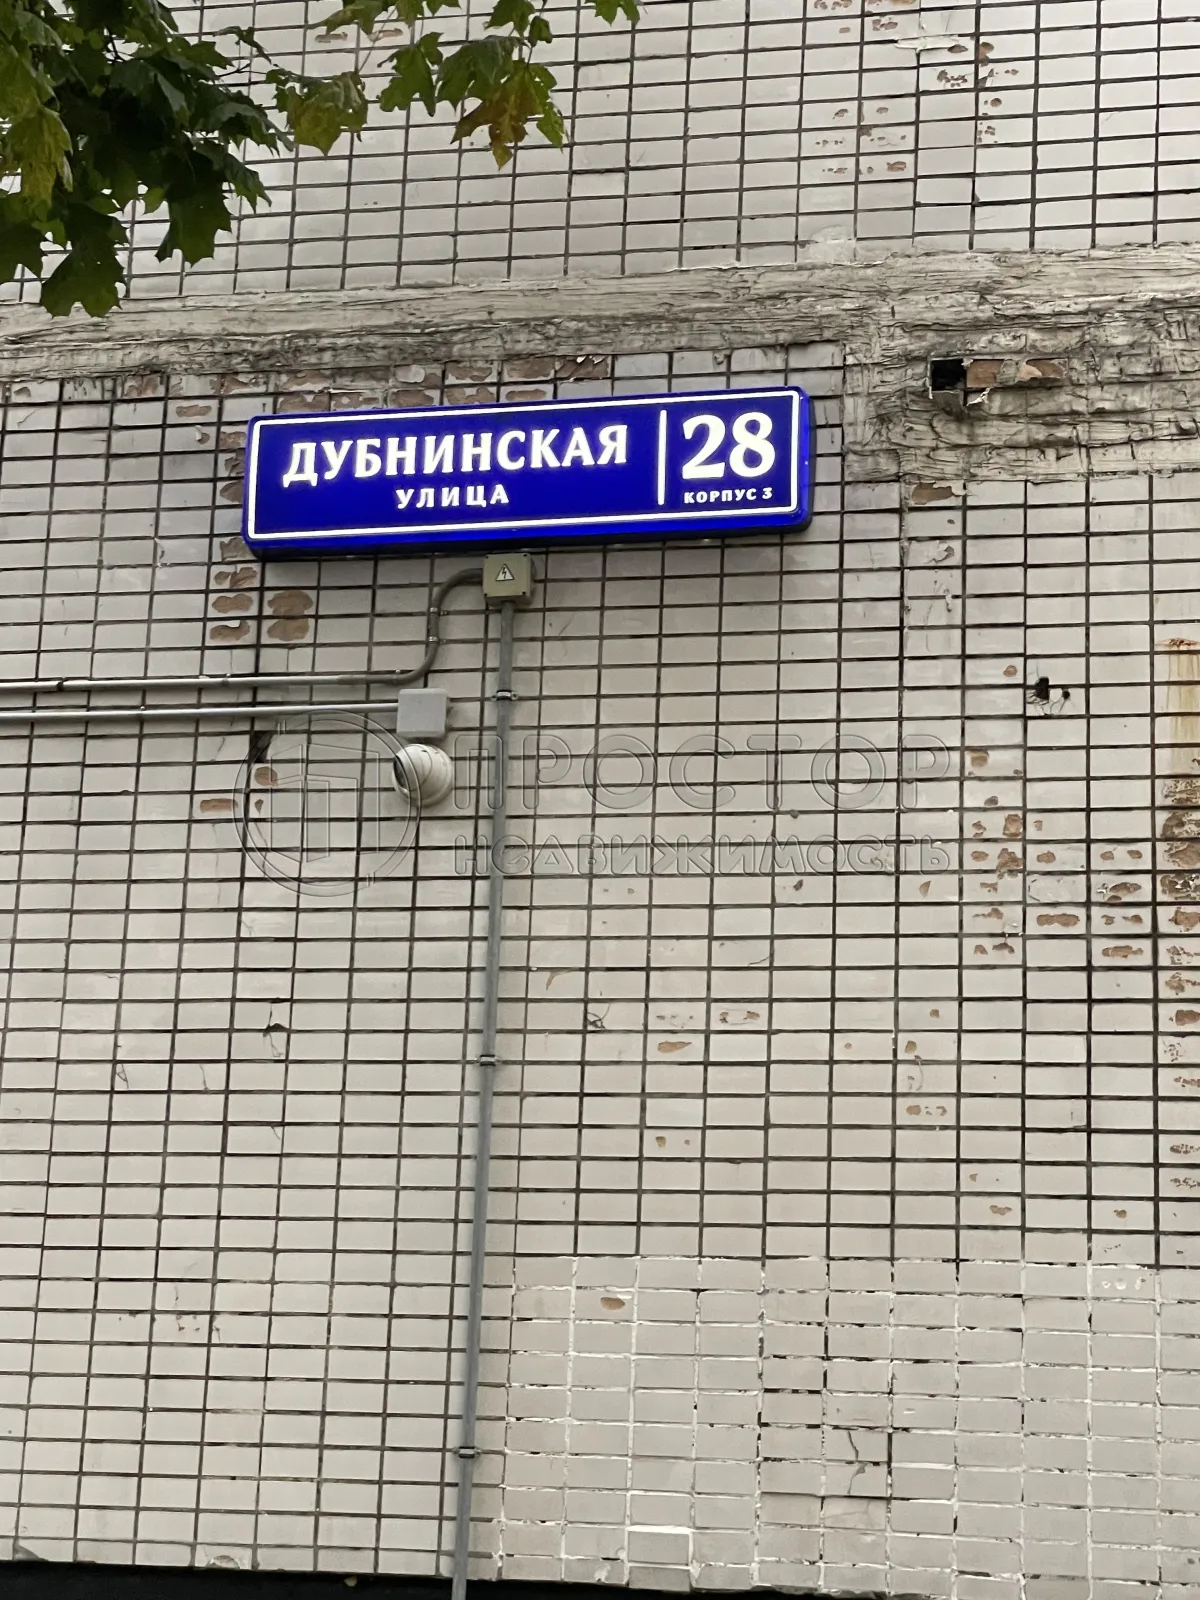 ДУБНИНСКАЯ
УЛИЦА
28
КОРПУС 3
ПРОСТОР
НЕДВИЖИМОСТЬ